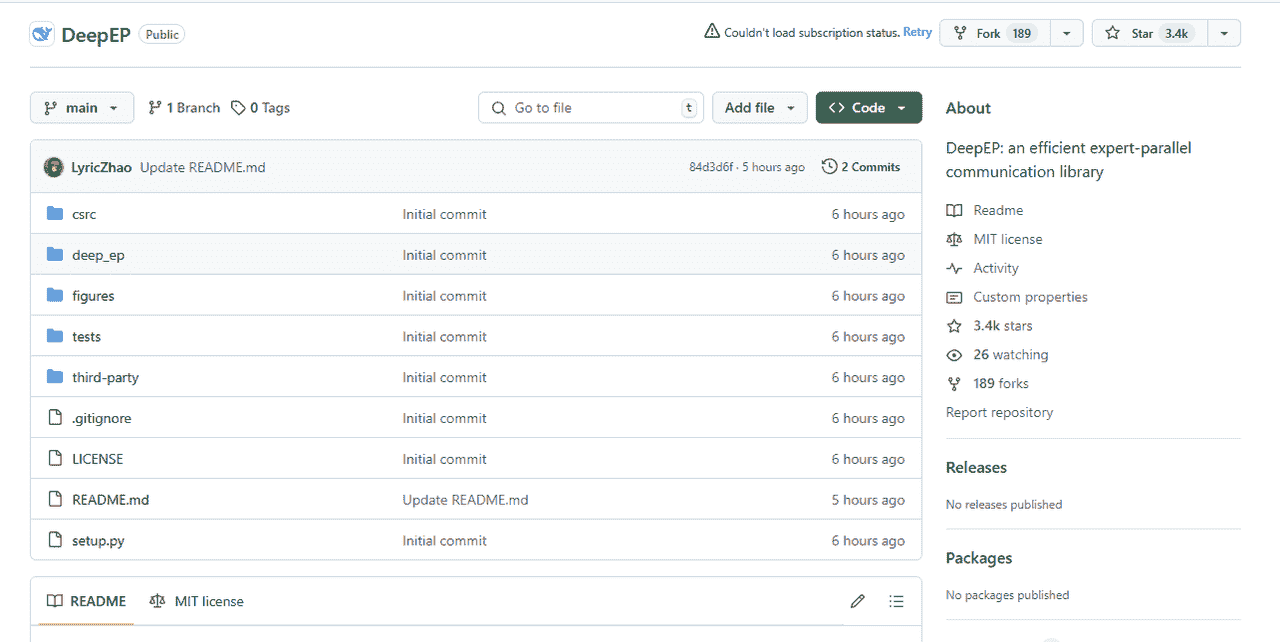 DeepEP Public
Couldn't load subscription status. Retry
Fork 189
Star 3.4k
main
1 Branch
0 Tags
Go to file t
Add file
Code
LyricZhao Update README.md 84d3d6f · 5 hours ago 2 Commits
csrc Initial commit 6 hours ago
deep_ep Initial commit 6 hours ago
figures Initial commit 6 hours ago
tests Initial commit 6 hours ago
third-party Initial commit 6 hours ago
.gitignore Initial commit 6 hours ago
LICENSE Initial commit 6 hours ago
README.md Update README.md 5 hours ago
setup.py Initial commit 6 hours ago
README MIT license
About
DeepEP: an efficient expert-parallel
communication library
Readme
MIT license
Activity
Custom properties
3.4k stars
26 watching
189 forks
Report repository
Releases
No releases published
Packages
No packages published